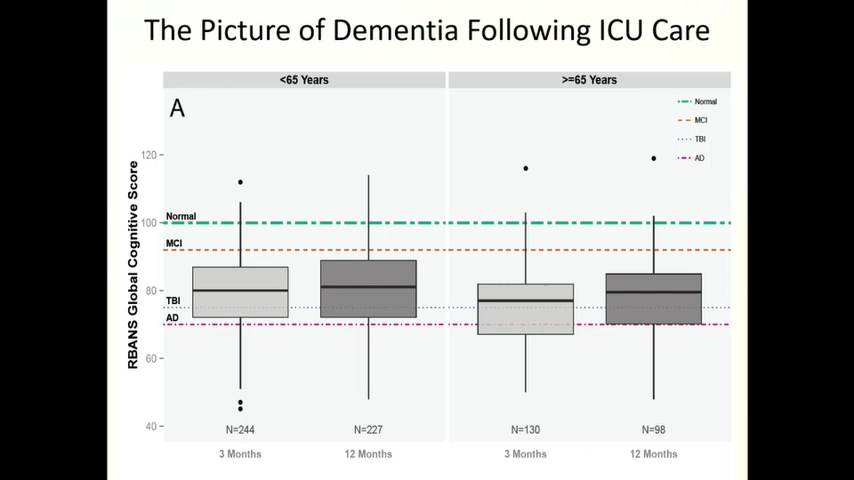 The Picture of Dementia Following ICU Care
<65 Years
>=65 Years
A
Normal
MCI
TBI
AD
RBANS Global Cognitive Score
120
100
80
60
40
Normal
MCI
TBI
AD
N=244
N=227
N=130
N=98
3 Months
12 Months
3 Months
12 Months